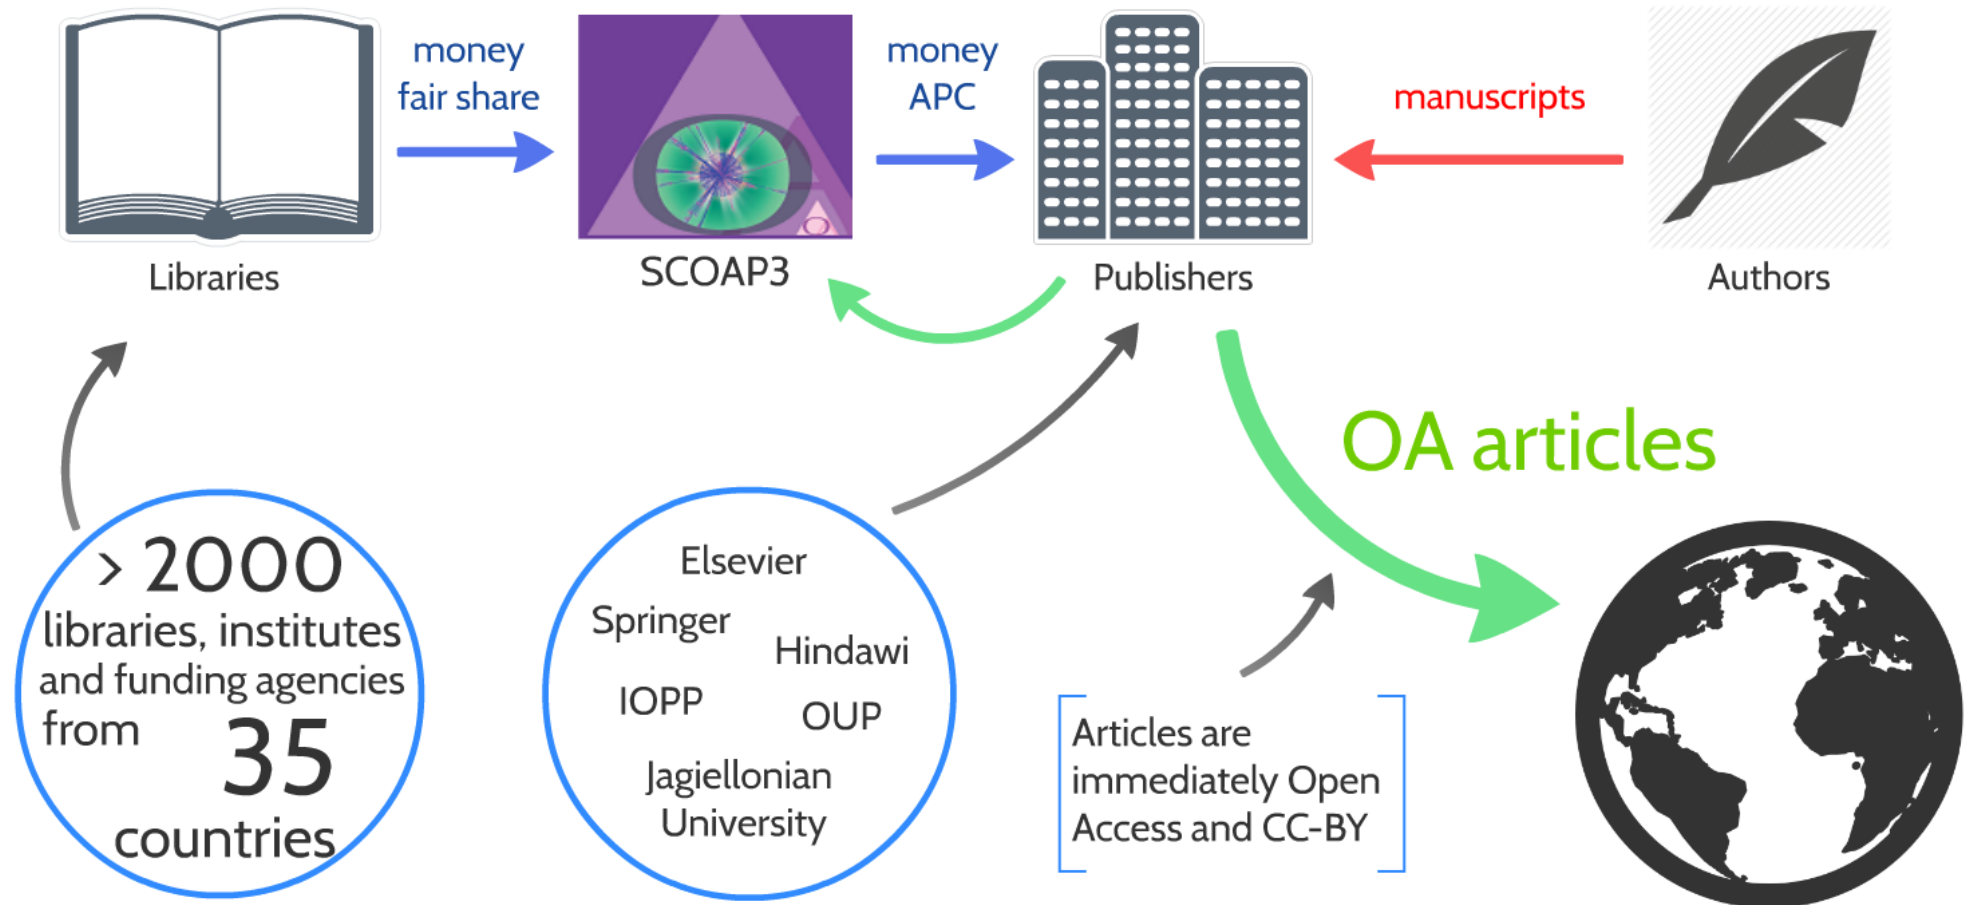 money
fair share
money
APC
manuscripts
Libraries
SCOAP3
Publishers
Authors
OA articles
> 2000
libraries, institutes
and funding agencies
from
35
countries
Elsevier
Springer
Hindawi
IOPP
OUP
Jagiellonian
University
Articles are
immediately Open
Access and CC-BY